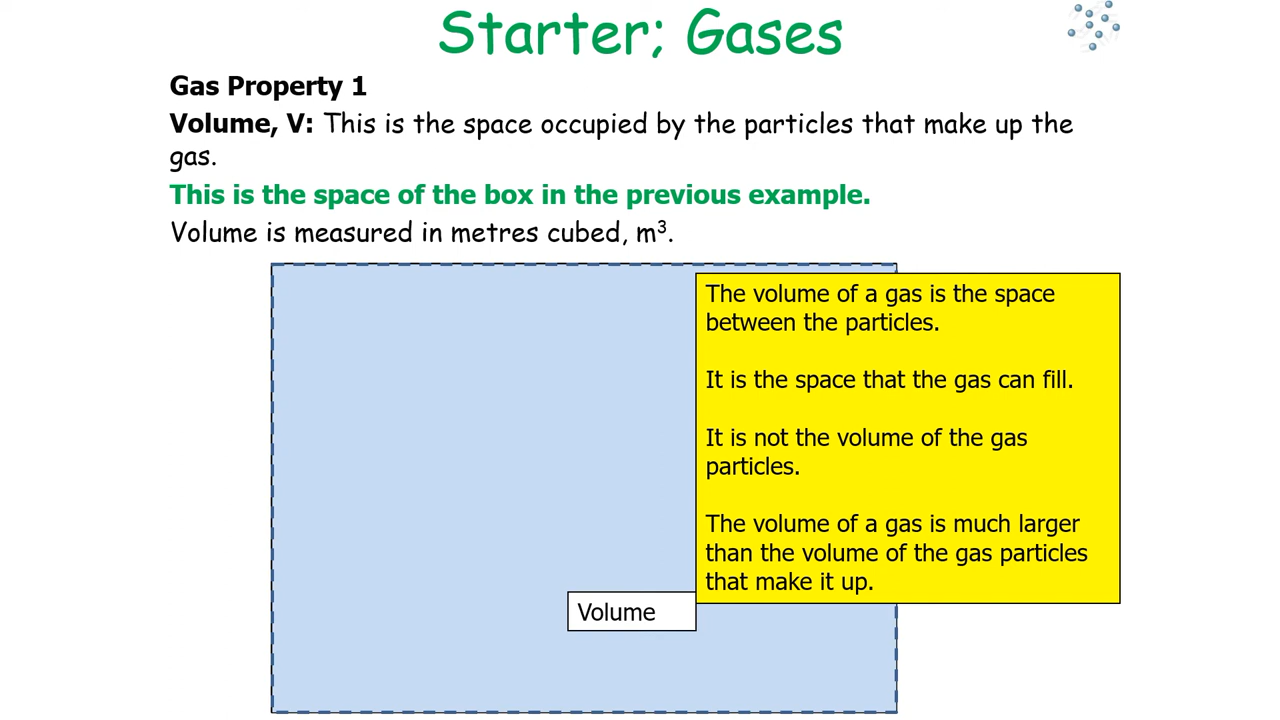 Starter; Gases
Gas Property 1
Volume, V: This is the space occupied by the particles that make up the
gas.
This is the space of the box in the previous example.
Volume is measured in metres cubed, m³.
The volume of a gas is the space
between the particles.
It is the space that the gas can fill.
It is not the volume of the gas
particles.
The volume of a gas is much larger
than the volume of the gas particles
that make it up.
Volume